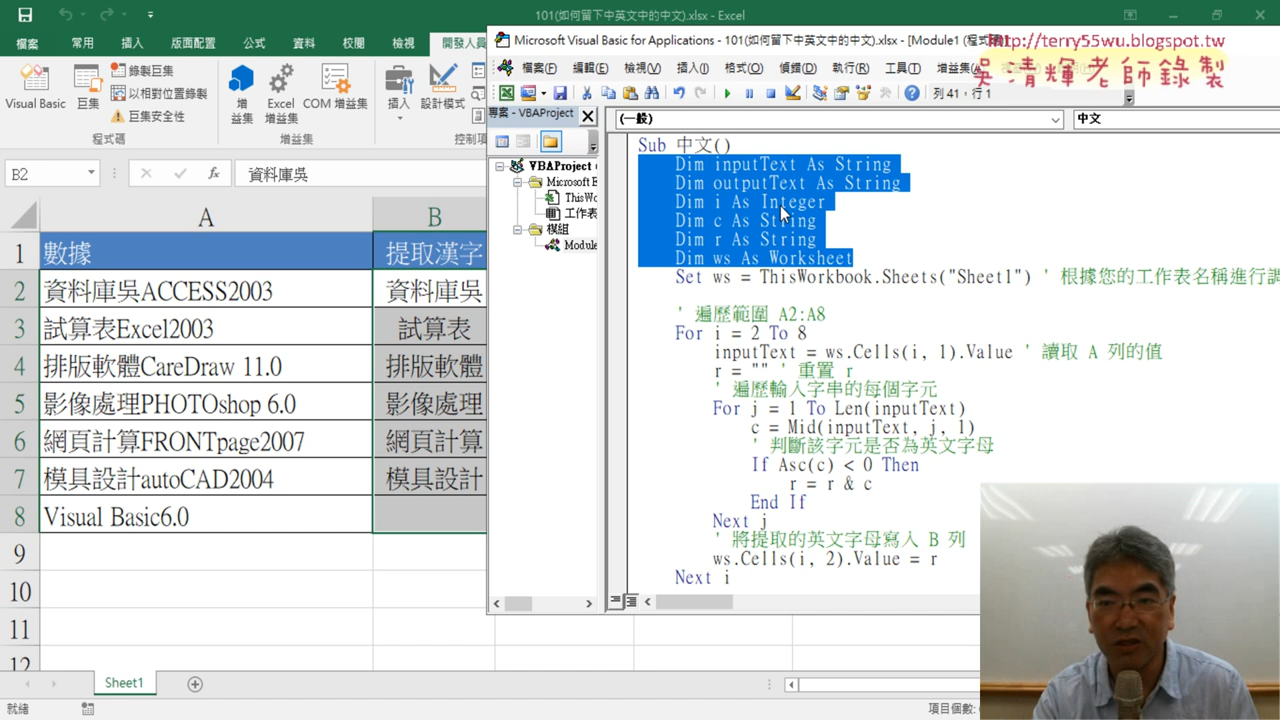 101(如何留下中英文中的中文).xlsx - Excel
檔案 常用 插入 版面配置 公式 資料 校閱 檢視 開發人員
Visual Basic 巨集 錄製巨集 以相對位置錄製 巨集安全性 程式碼
增益集 Excel 增益集 COM 增益集 增益集
插入 設計模式 控制項
B2 fx 資料庫吳
A B
1 數據 提取漢字
2 資料庫吳ACCESS2003 資料庫吳
3 試算表Excel2003 試算表
4 排版軟體CareDraw 11.0 排版軟體
5 影像處理PHOTOshop 6.0 影像處理
6 網頁計算FRONTpage2007 網頁計算
7 模具設計autoCAD2004 模具設計
8 Visual Basic6.0
9
10
11
12
Sheet1
就緒
項目個數:
Microsoft Visual Basic for Applications - 101(如何留下中英文中的中文).xlsx - [Module1 (程式
http://terry55wu.blogspot.tw
吳清輝老師錄製
檔案(F) 編輯(E) 檢視(V) 插入(I) 格式(O) 偵錯(D) 執行(R) 工具(T) 增益集(A
列 41，行 1
專案 - VBAProject
VBAProject (
Microsoft E
ThisWo
工作表
模組
Module
(一般) 中文
Sub 中文()
Dim inputText As String
Dim outputText As String
Dim i As Integer
Dim c As String
Dim r As String
Dim ws As Worksheet
Set ws = ThisWorkbook.Sheets("Sheet1") ' 根據您的工作表名稱進行調
' 遍歷範圍 A2:A8
For i = 2 To 8
inputText = ws.Cells(i, 1).Value ' 讀取 A 列的值
r = "" ' 重置 r
' 遍歷輸入字串的每個字元
For j = 1 To Len(inputText)
c = Mid(inputText, j, 1)
' 判斷該字元是否為英文字母
If Asc(c) < 0 Then
r = r & c
End If
Next j
' 將提取的英文字母寫入 B 列
ws.Cells(i, 2).Value = r
Next i